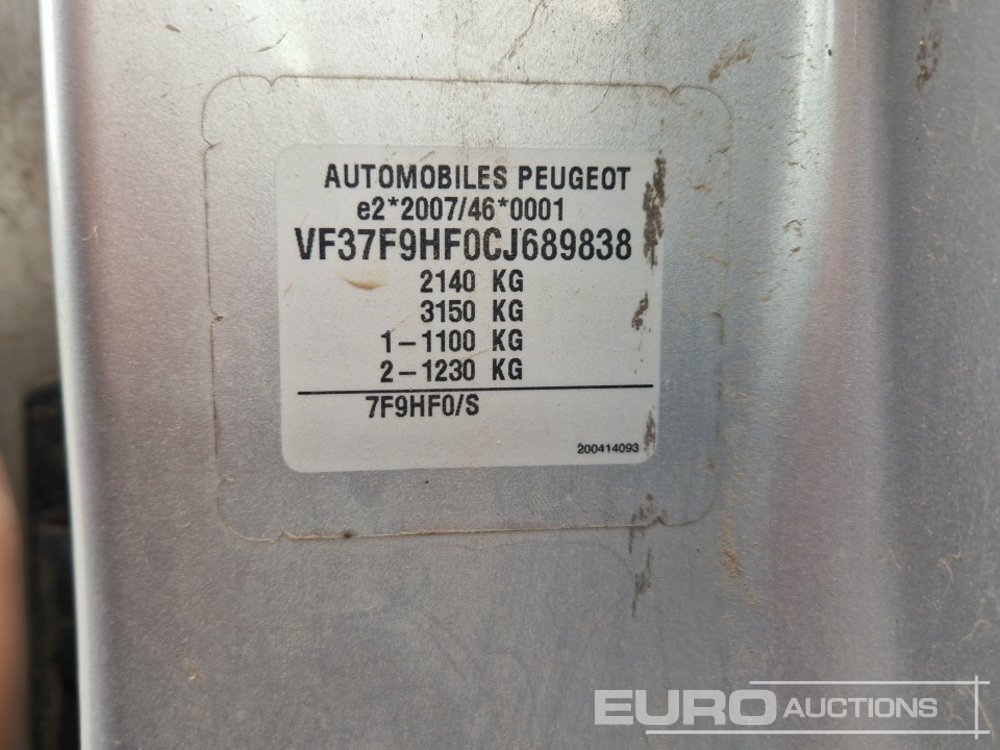 AUTOMOBILES PEUGEOT
e2*2007/46*0001
VF37F9HF0CJ689838
2140 KG
3150 KG
1-1100 KG
2-1230 KG
7F9HF0/S
200414093
EURO AUCTIONS